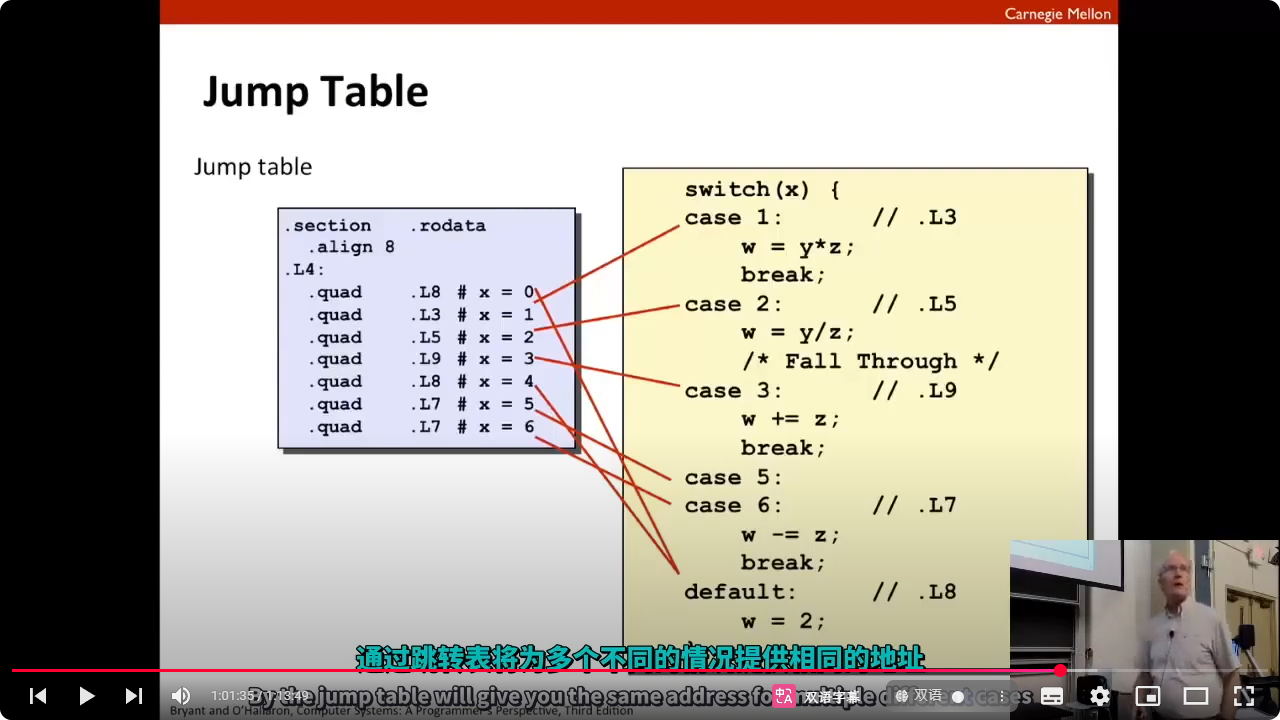 Carnegie Mellon
Jump Table
Jump table
.section .rodata
.align 8
.L4:
.quad .L8 # x = 0
.quad .L3 # x = 1
.quad .L5 # x = 2
.quad .L9 # x = 3
.quad .L8 # x = 4
.quad .L7 # x = 5
.quad .L7 # x = 6
switch(x) {
case 1: // .L3
w = y*z;
break;
case 2: // .L5
w = y/z;
/* Fall Through */
case 3: // .L9
w += z;
break;
case 5:
case 6: // .L7
w -= z;
break;
default: // .L8
w = 2;
通过跳转表将为多个不同的情况提供相同的地址
jump table will give you the same address for cases
1:01:35 / 1:13:49
双语字幕
双语
Bryant and O'Hallaron, Computer Systems: A Programmer's Perspective, Third Edition